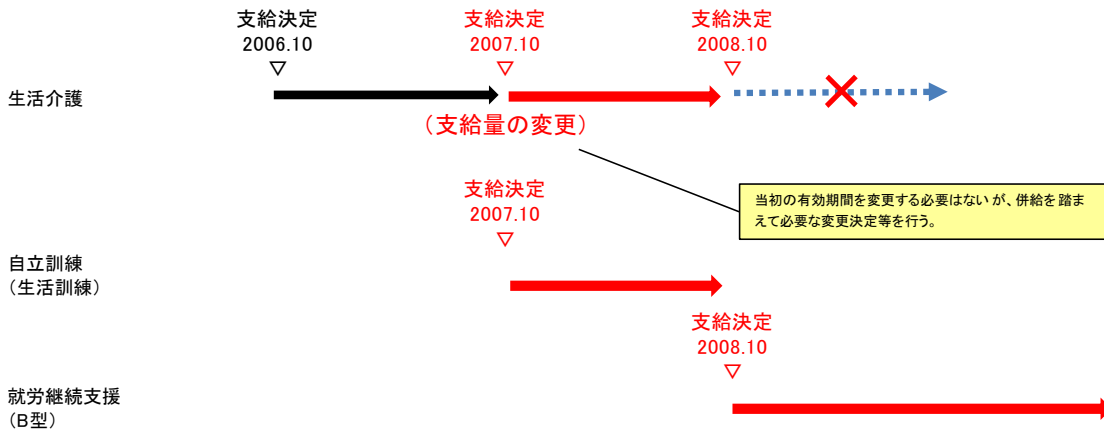 支給決定
2006.10
▽
支給決定
2007.10
▽
支給決定
2008.10
▽
生活介護
（支給量の変更）
当初の有効期間を変更する必要はないが、併給を踏ま
えて必要な変更決定等を行う。
支給決定
2007.10
▽
自立訓練
（生活訓練）
支給決定
2008.10
▽
就労継続支援
（B型）